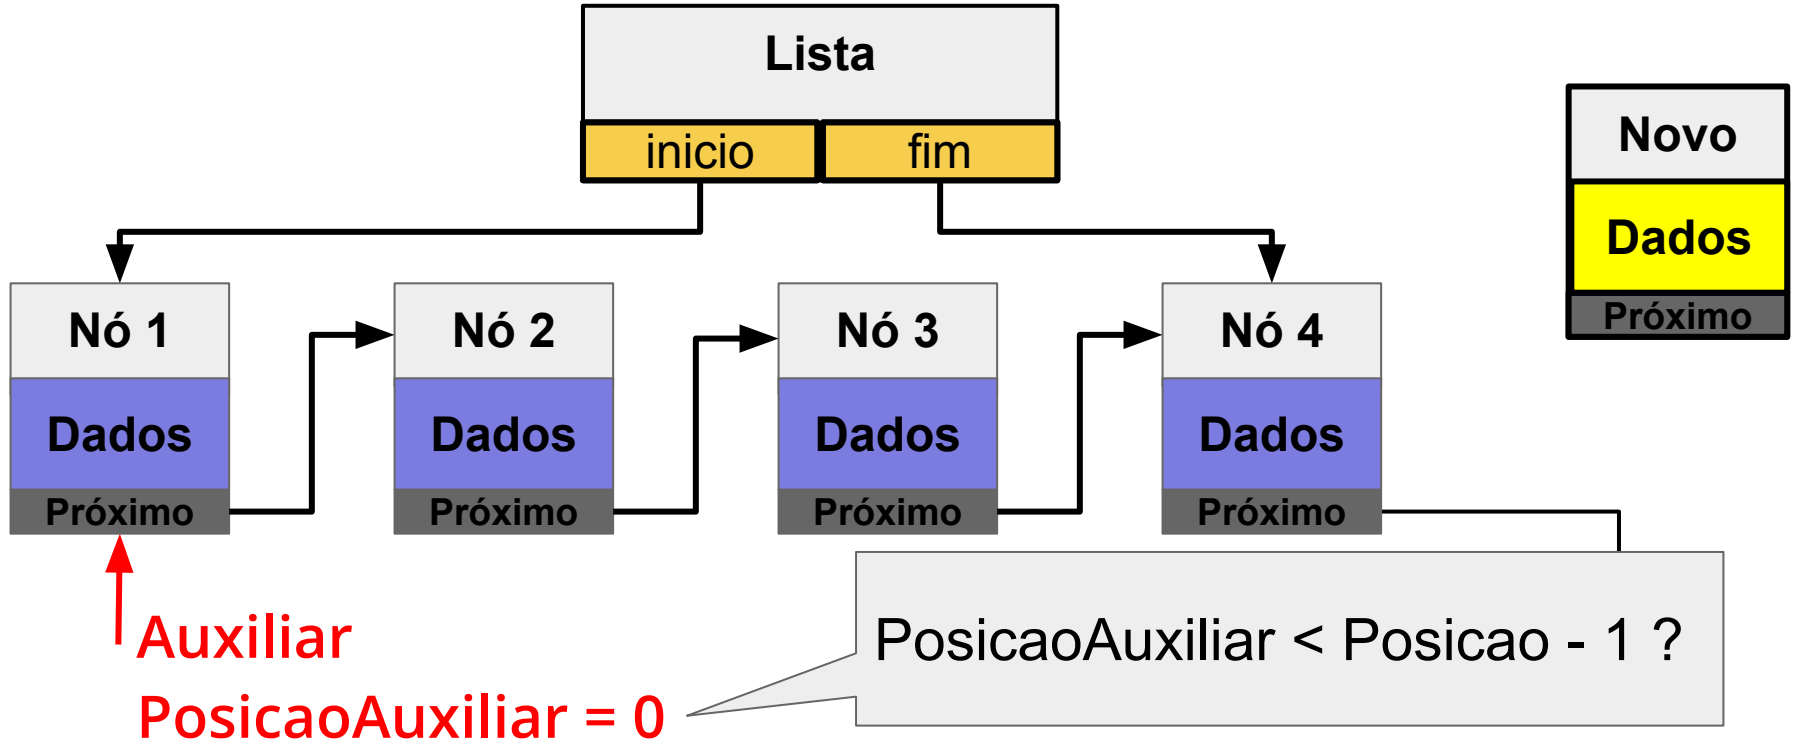 Lista
inicio fim
Novo
Dados
Próximo
Nó 1 Nó 2 Nó 3 Nó 4
Dados Dados Dados Dados
Próximo Próximo Próximo Próximo
Auxiliar
PosicaoAuxiliar = 0
PosicaoAuxiliar < Posicao - 1 ?